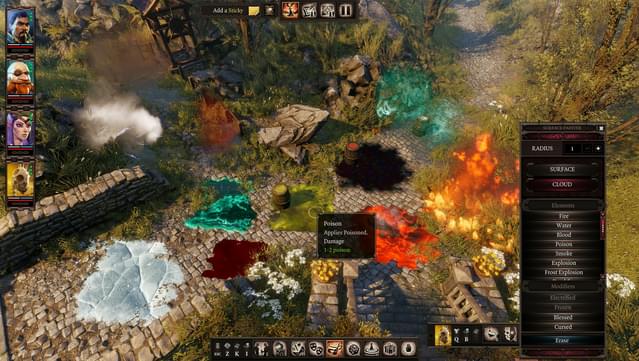 Add a Sticky
SURFACE PAINTER
RADIUS
1
-
+
SURFACE
CLOUD
Elements
Fire
Water
Blood
Poison
Smoke
Explosion
Frost Explosion
Modifiers
Electrified
Frozen
Blessed
Cursed
Erase
Poison
Applies Poisoned,
Damage
1-2 poison
ESC
Z
K
I
Q
B